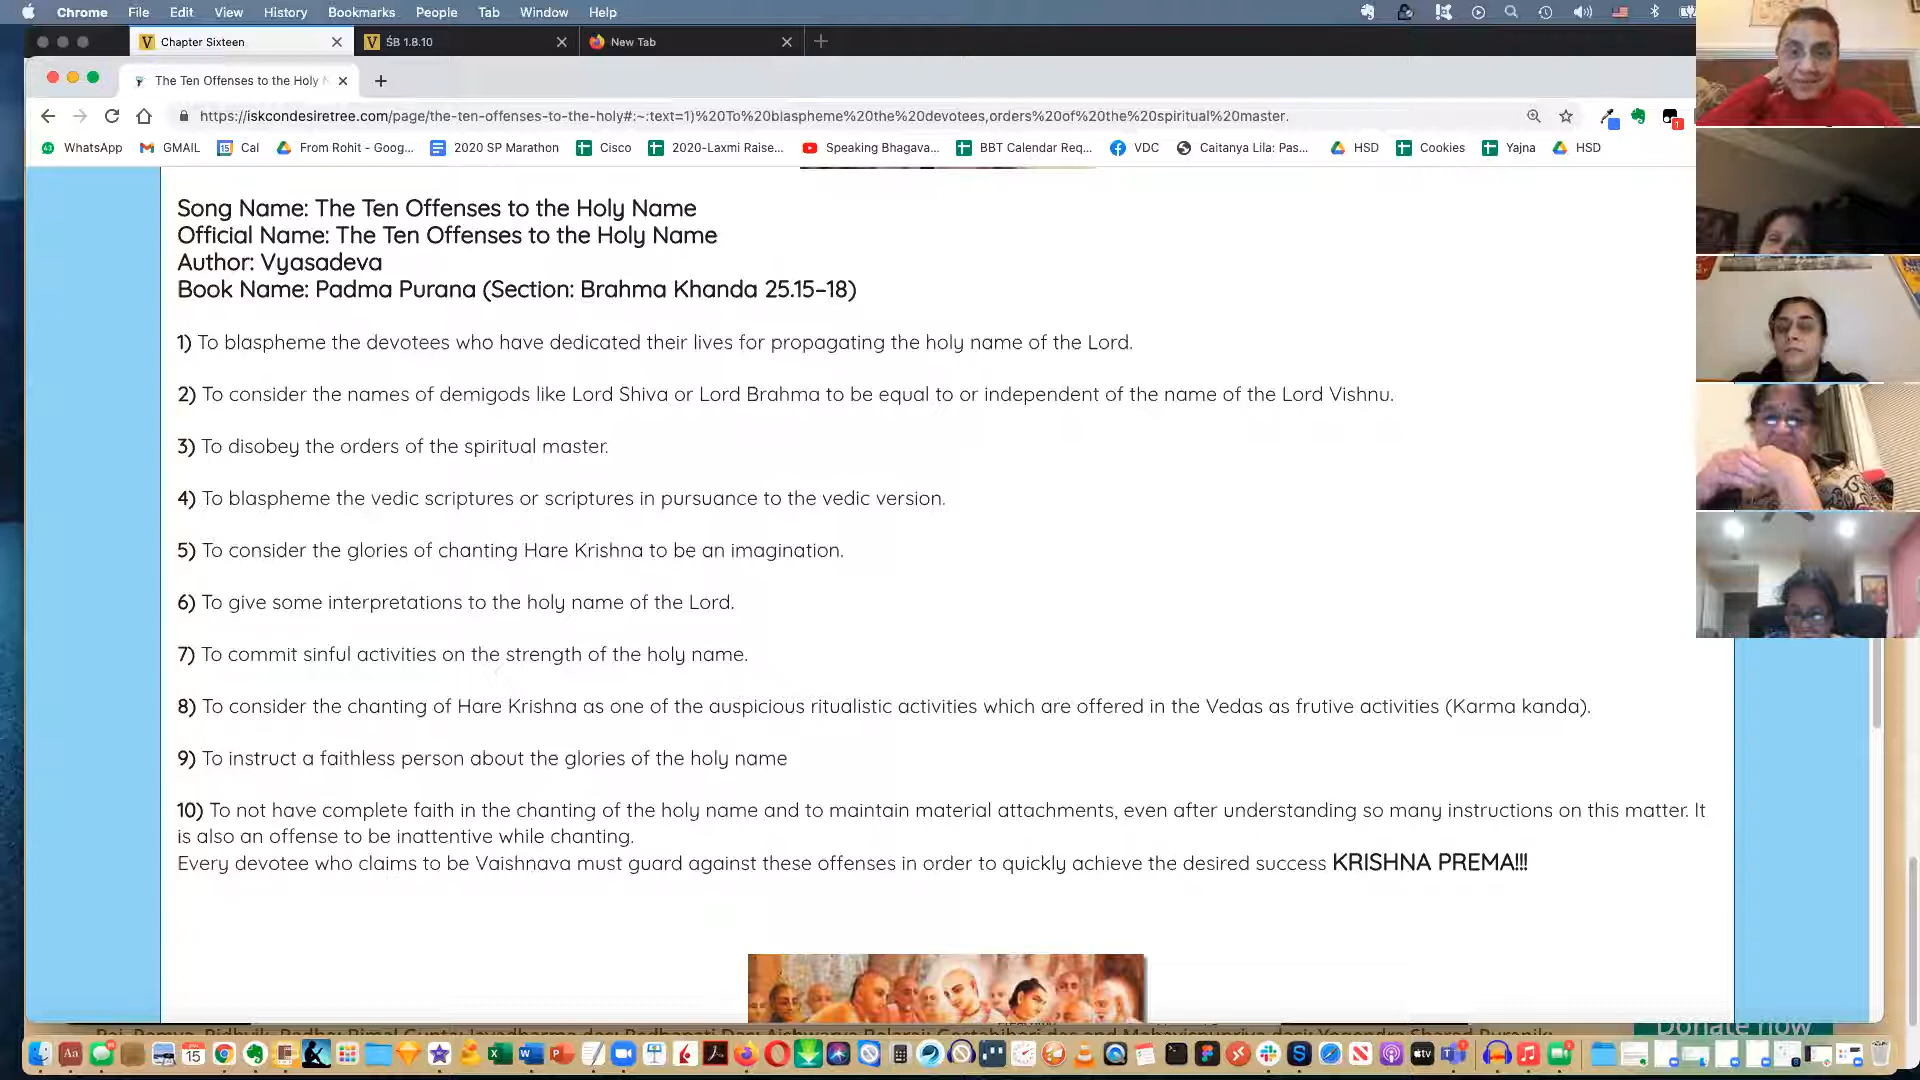 Chrome File Edit View History Bookmarks People Tab Window Help
Chapter Sixteen
ŚB 1.8.10
New Tab
The Ten Offenses to the Holy
https://iskcondesiretree.com/page/the-ten-offenses-to-the-holy#:~:text=1)%20To%20blaspheme%20the%20devotees,orders%20of%20the%20spiritual%20master.
WhatsApp GMAIL Cal From Rohit - Goog... 2020 SP Marathon Cisco 2020-Laxmi Raise... Speaking Bhagava... BBT Calendar Req... VDC Caitanya Lila: Pas... HSD Cookies Yajna HSD
Song Name: The Ten Offenses to the Holy Name
Official Name: The Ten Offenses to the Holy Name
Author: Vyasadeva
Book Name: Padma Purana (Section: Brahma Khanda 25.15–18)
1) To blaspheme the devotees who have dedicated their lives for propagating the holy name of the Lord.
2) To consider the names of demigods like Lord Shiva or Lord Brahma to be equal to or independent of the name of the Lord Vishnu.
3) To disobey the orders of the spiritual master.
4) To blaspheme the vedic scriptures or scriptures in pursuance to the vedic version.
5) To consider the glories of chanting Hare Krishna to be an imagination.
6) To give some interpretations to the holy name of the Lord.
7) To commit sinful activities on the strength of the holy name.
8) To consider the chanting of Hare Krishna as one of the auspicious ritualistic activities which are offered in the Vedas as frutive activities (Karma kanda).
9) To instruct a faithless person about the glories of the holy name
10) To not have complete faith in the chanting of the holy name and to maintain material attachments, even after understanding so many instructions on this matter. It
is also an offense to be inattentive while chanting.
Every devotee who claims to be Vaishnava must guard against these offenses in order to quickly achieve the desired success KRISHNA PREMA!!!
Donate now